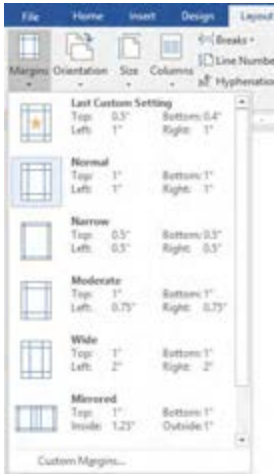 File Home Insert Design Layout
Margins Orientation Size Columns
Breaks
Line Number
Hyphenation
Last Custom Setting
Top: 0.5" Bottom: 0.4"
Left: 1" Right: 1"
Normal
Top: 1" Bottom: 1"
Left: 1" Right: 1"
Narrow
Top: 0.5" Bottom: 0.5"
Left: 0.5" Right: 0.5"
Moderate
Top: 1" Bottom: 1"
Left: 0.75" Right: 0.75"
Wide
Top: 1" Bottom: 1"
Left: 2" Right: 2"
Mirrored
Top: 1" Bottom: 1"
Inside: 1.25" Outside: 1"
Custom Margins...